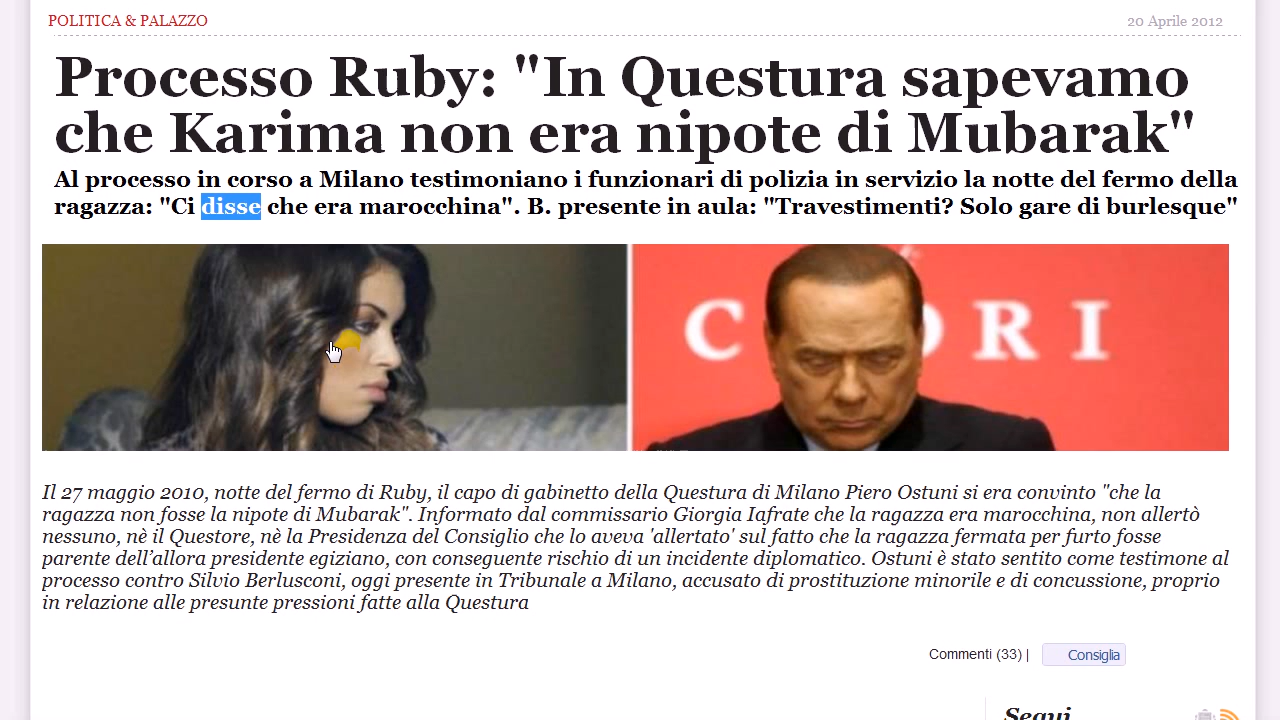 POLITICA & PALAZZO
20 Aprile 2012
Processo Ruby: "In Questura sapevamo
che Karima non era nipote di Mubarak"
Al processo in corso a Milano testimoniano i funzionari di polizia in servizio la notte del fermo della
ragazza: "Ci disse che era marocchina". B. presente in aula: "Travestimenti? Solo gare di burlesque"
C ORI
Il 27 maggio 2010, notte del fermo di Ruby, il capo di gabinetto della Questura di Milano Piero Ostuni si era convinto "che la
ragazza non fosse la nipote di Mubarak". Informato dal commissario Giorgia Iafrate che la ragazza era marocchina, non allertò
nessuno, nè il Questore, nè la Presidenza del Consiglio che lo aveva 'allertato' sul fatto che la ragazza fermata per furto fosse
parente dell'allora presidente egiziano, con conseguente rischio di un incidente diplomatico. Ostuni è stato sentito come testimone al
processo contro Silvio Berlusconi, oggi presente in Tribunale a Milano, accusato di prostituzione minorile e di concussione, proprio
in relazione alle presunte pressioni fatte alla Questura
Commenti (33) |
Consiglia
Segui